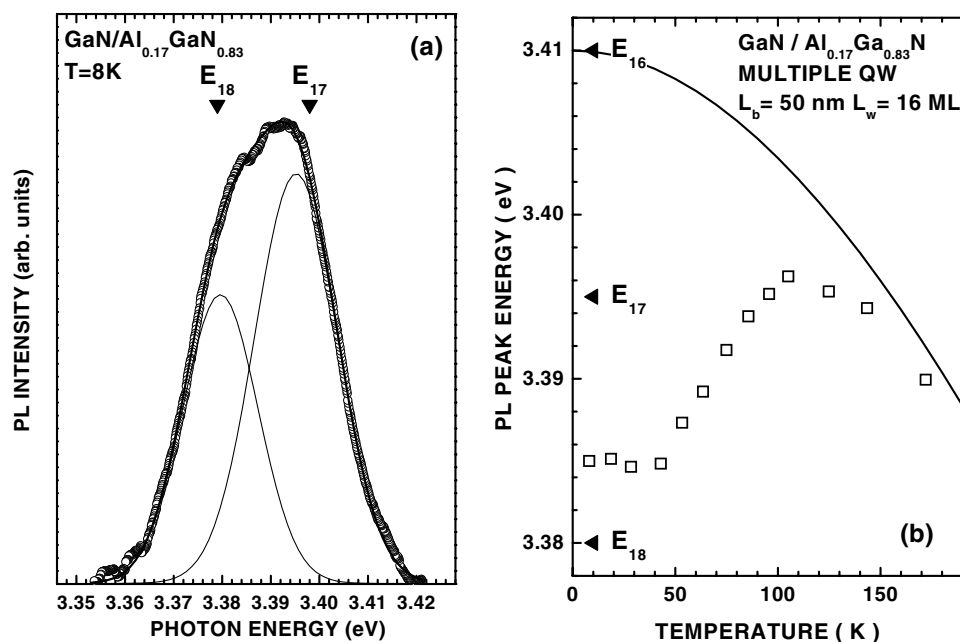 GaN/Al0.17GaN0.83
(a)
T=8K
E18 E17
PL INTENSITY (arb. units)
3.35 3.36 3.37 3.38 3.39 3.40 3.41 3.42
PHOTON ENERGY (eV)
GaN / Al0.17Ga0.83N
MULTIPLE QW
Lb= 50 nm Lw= 16 ML
3.41
E16
3.40
E17
3.39
3.38
E18
(b)
PL PEAK ENERGY ( eV)
0 50 100 150
TEMPERATURE ( K )